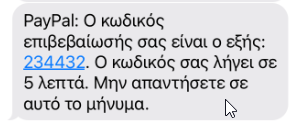 PayPal: Ο κωδικός
επιβεβαίωσής σας είναι ο εξής:
234432. Ο κωδικός σας λήγει σε
5 λεπτά. Μην απαντήσετε σε
αυτό το μήνυμα.